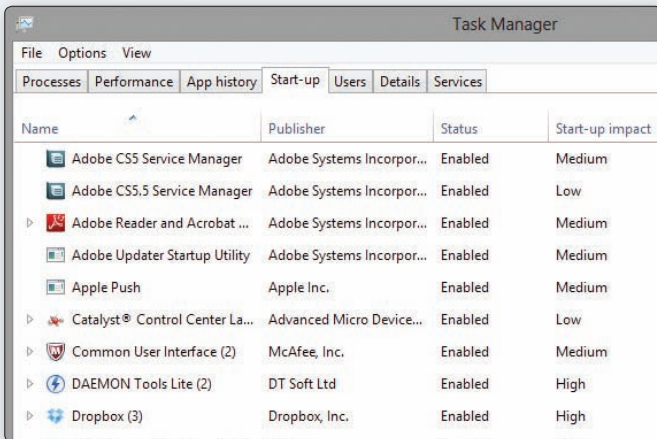 Task Manager
File Options View
Processes Performance App history Start-up Users Details Services
Name Publisher Status Start-up impact
Adobe CS5 Service Manager Adobe Systems Incorpor... Enabled Medium
Adobe CS5.5 Service Manager Adobe Systems Incorpor... Enabled Low
Adobe Reader and Acrobat ... Adobe Systems Incorpor... Enabled Medium
Adobe Updater Startup Utility Adobe Systems Incorpor... Enabled Medium
Apple Push Apple Inc. Enabled Medium
Catalyst® Control Center La... Advanced Micro Device... Enabled Low
Common User Interface (2) McAfee, Inc. Enabled Medium
DAEMON Tools Lite (2) DT Soft Ltd Enabled High
Dropbox (3) Dropbox, Inc. Enabled High